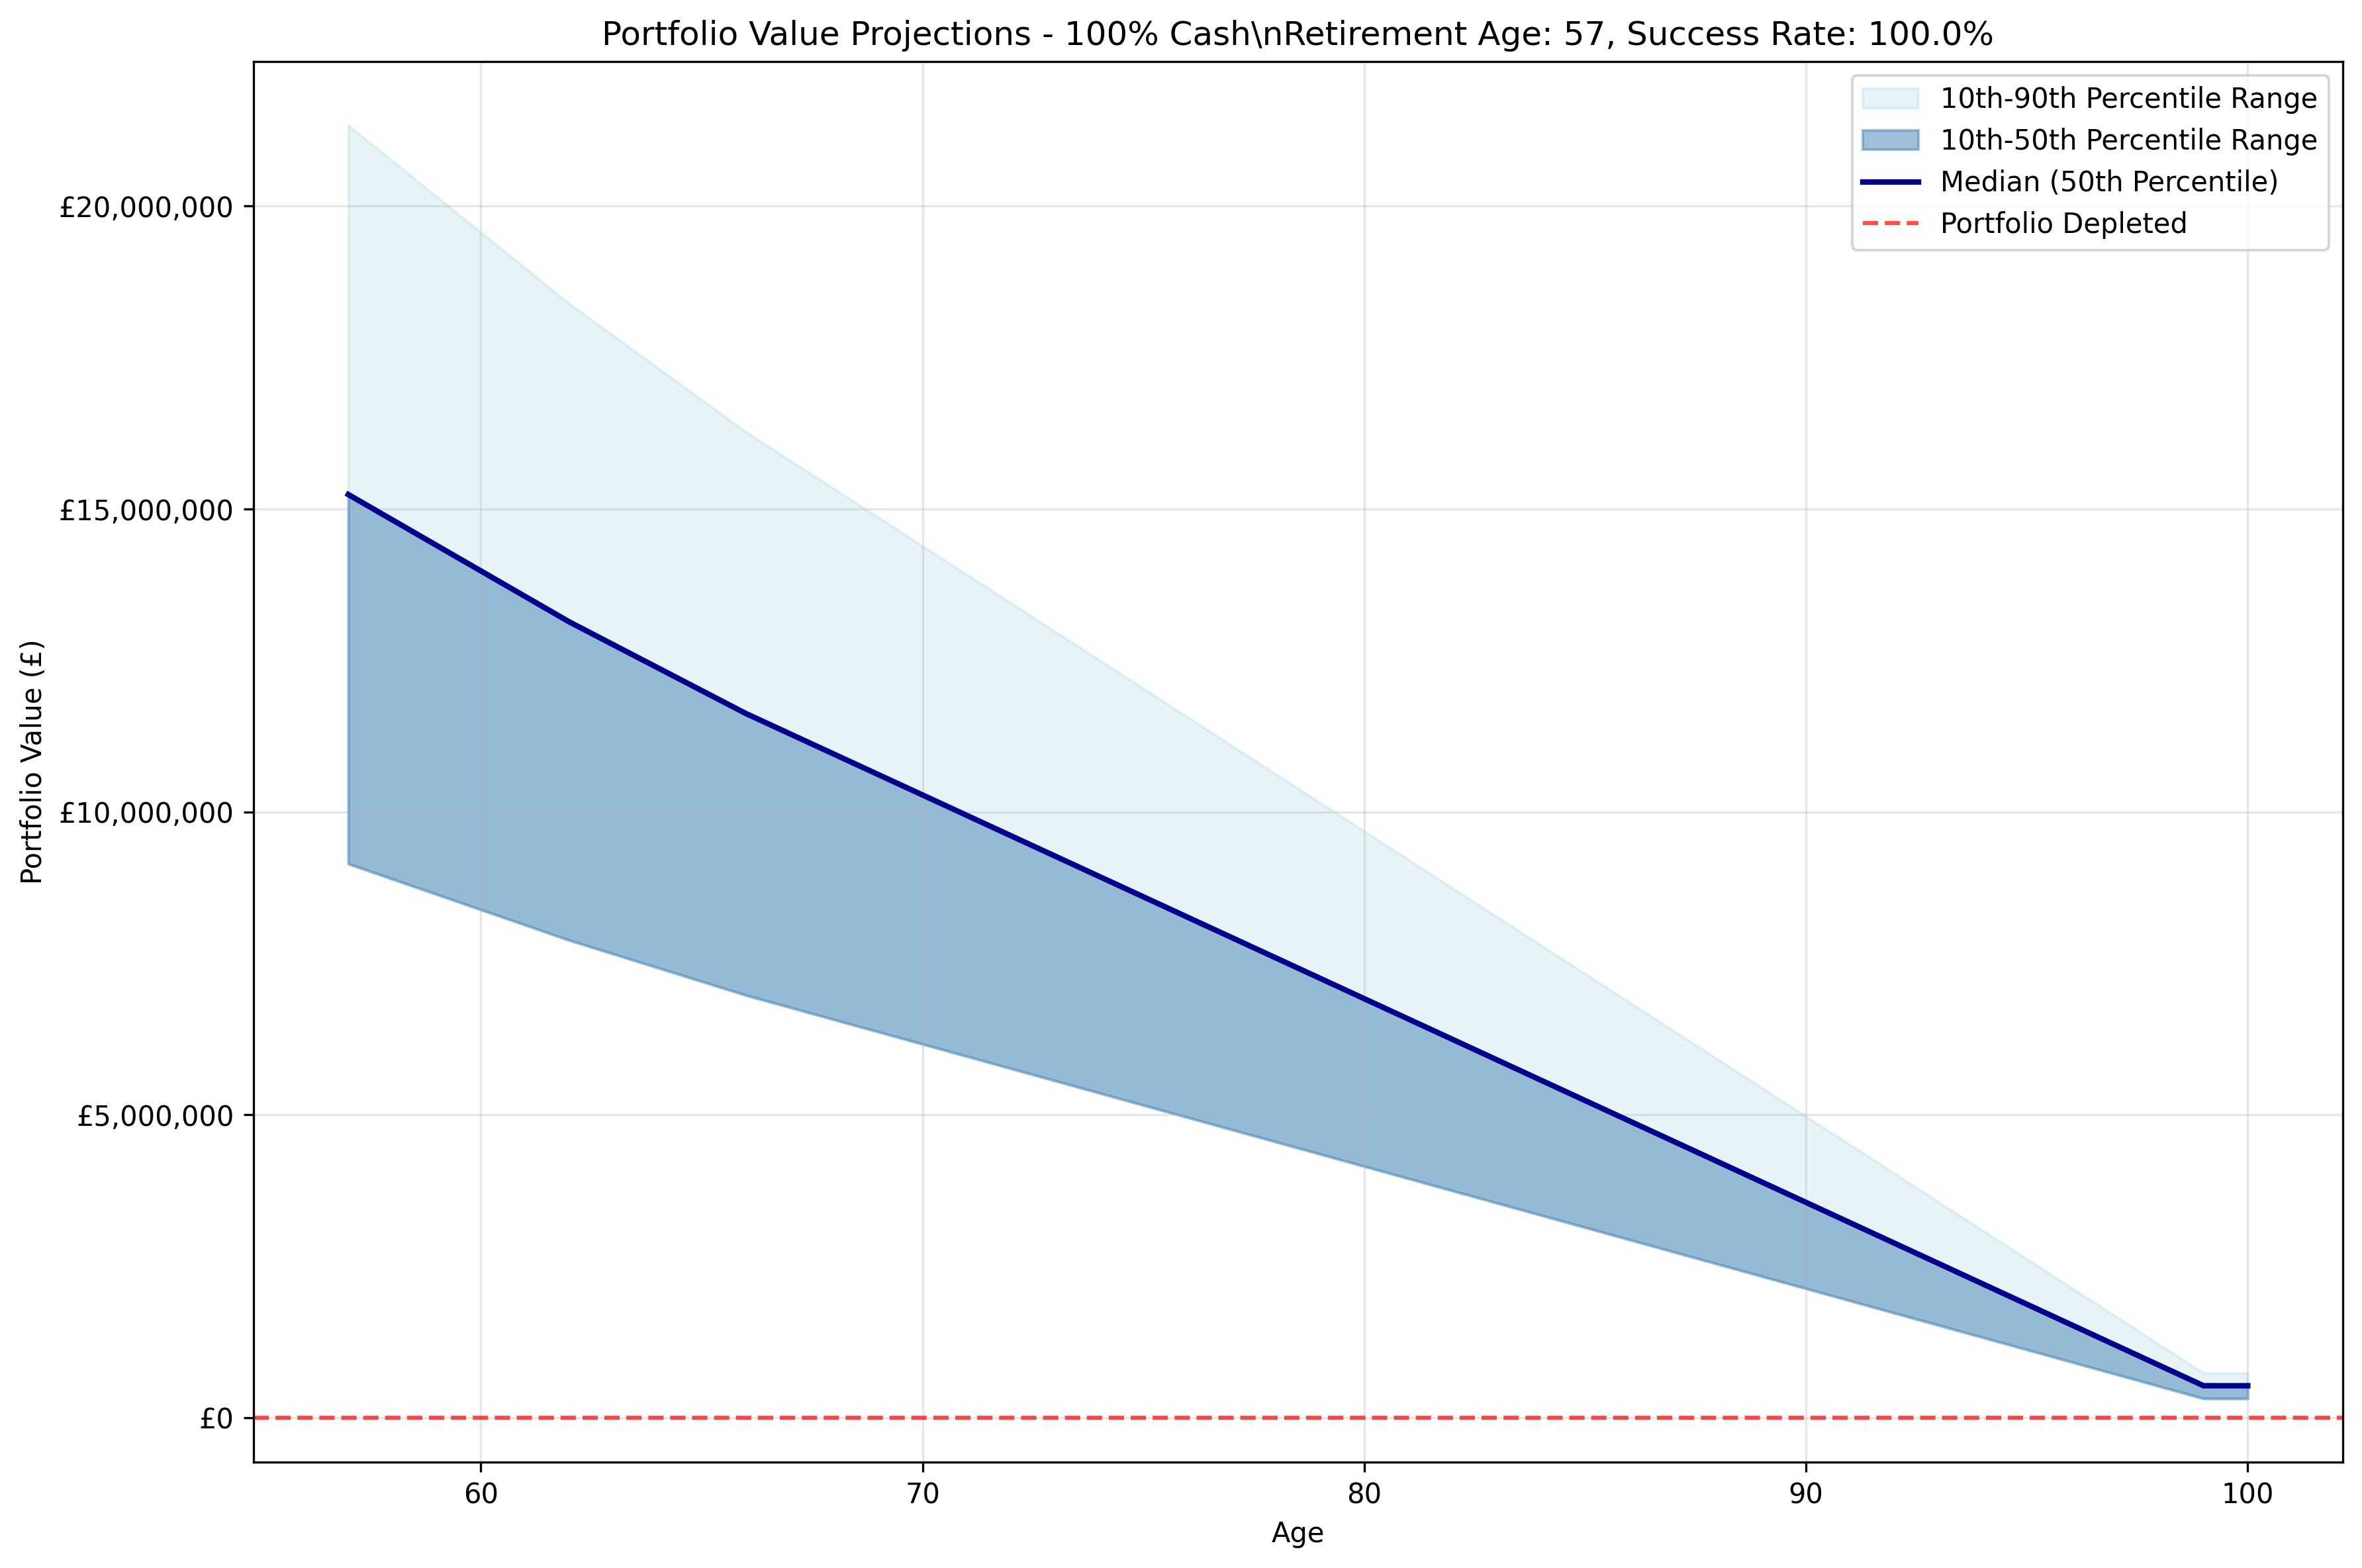 Portfolio Value Projections - 100% Cash\nRetirement Age: 57, Success Rate: 100.0%
10th-90th Percentile Range
10th-50th Percentile Range
Median (50th Percentile)
Portfolio Depleted
Portfolio Value (£)
£20,000,000
£15,000,000
£10,000,000
£5,000,000
£0
60
70
80
90
100
Age